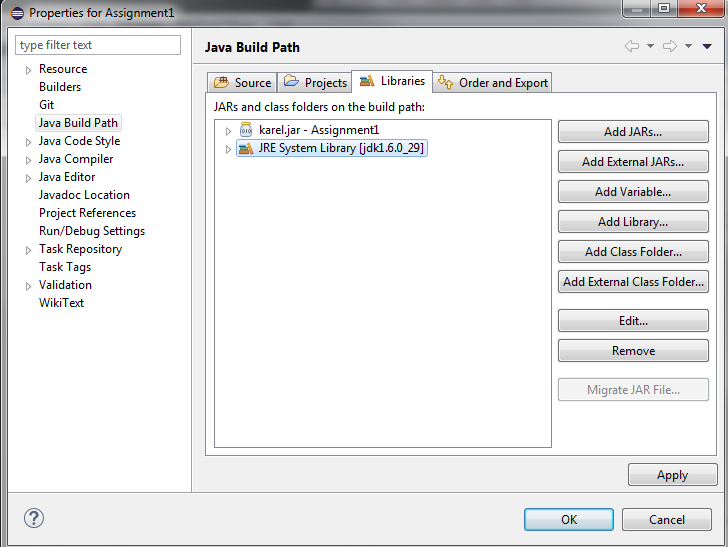 Properties for Assignment1
type filter text
Resource
Builders
Git
Java Build Path
Java Code Style
Java Compiler
Java Editor
Javadoc Location
Project References
Run/Debug Settings
Task Repository
Task Tags
Validation
WikiText
Java Build Path
Source Projects Libraries Order and Export
JARs and class folders on the build path:
karel.jar - Assignment1
JRE System Library [jdk1.6.0_29]
Add JARs...
Add External JARs...
Add Variable...
Add Library...
Add Class Folder...
Add External Class Folder...
Edit...
Remove
Migrate JAR File...
Apply
OK Cancel